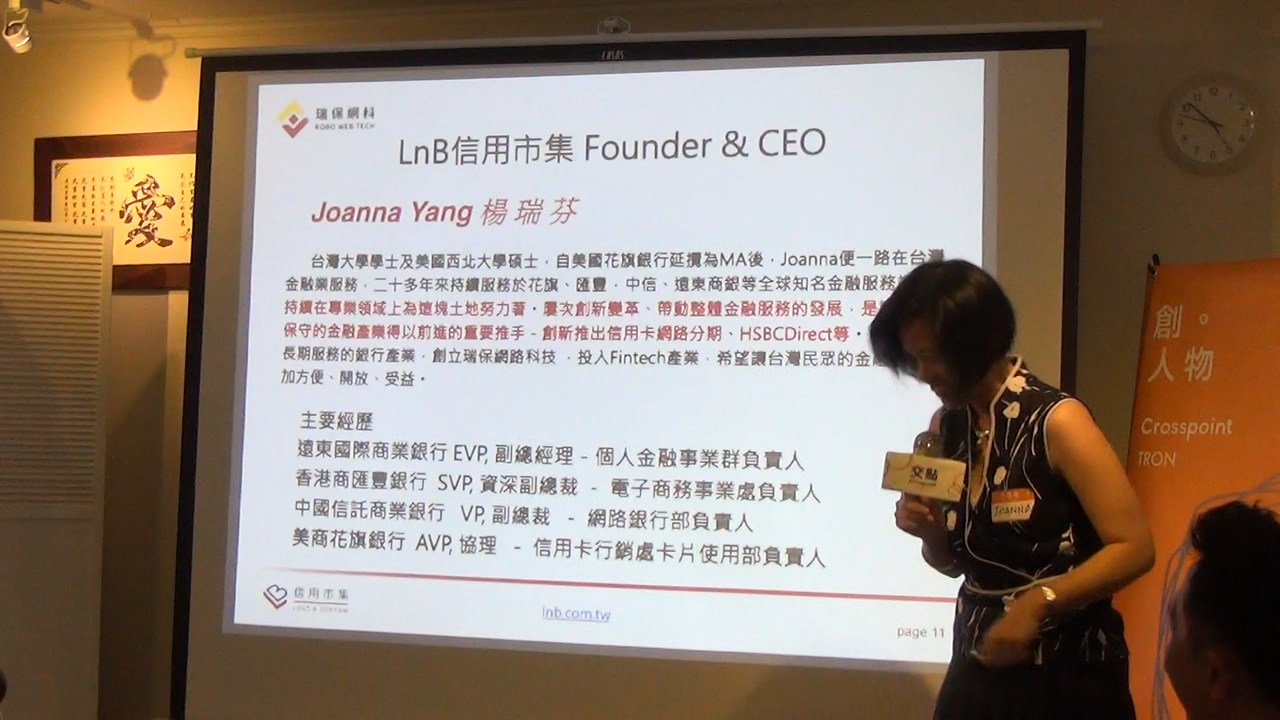 瑞保網科
ROBO WEB TECH
LnB信用市集 Founder & CEO
Joanna Yang 楊瑞芬
台灣大學學士及美國西北大學碩士，自美國花旗銀行延攬為MA後，Joanna便一路在台灣
金融業服務，二十多年來持續服務於花旗、匯豐，中信、遠東商銀等全球知名金融服務
持續在專業領域上為這塊土地努力著。屢次創新變革、帶動整體金融服務的發展，是
保守的金融產業得以前進的重要推手－創新推出信用卡網路分期、HSBCDirect等。
長期服務的銀行產業，創立瑞保網路科技，投入Fintech產業，希望讓台灣民眾的金
加方便、開放、受益。
主要經歷
遠東國際商業銀行 EVP, 副總經理 – 個人金融事業群負責人
香港商匯豐銀行 SVP, 資深副總裁 – 電子商務事業處負責人
中國信託商業銀行 VP, 副總裁 – 網路銀行部負責人
美商花旗銀行 AVP, 協理 – 信用卡行銷處卡片使用部負責人
信用市集
lnb.com.tw
page 11
愛
交點
JOANNA
創。
人物
Crosspoint
TRON